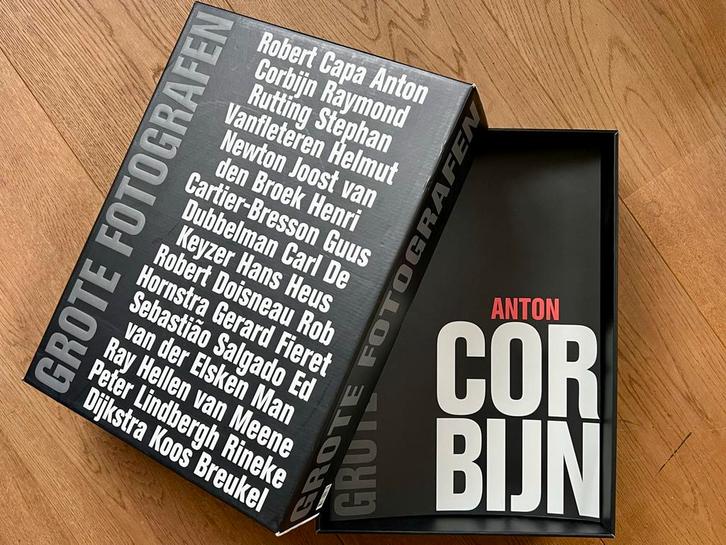 GROTE FOTOGRAFEN
Robert Capa Anton
Corbijn Raymond
Rutting Stephan
Vanfleteren Helmut
Newton Joost van
den Broek Henri
Cartier-Bresson Guus
Dubbelman Carl De
Keyzer Hans Heus
Robert Doisneau Rob
Hornstra Gerard Fieret
Sebastião Salgado Ed
van der Elsken Man
Ray Hellen van Meene
Peter Lindbergh Rineke
Dijkstra Koos Breukel
GROTE FOTOGRAFEN
GROTE
ANTON
COR
BIJN